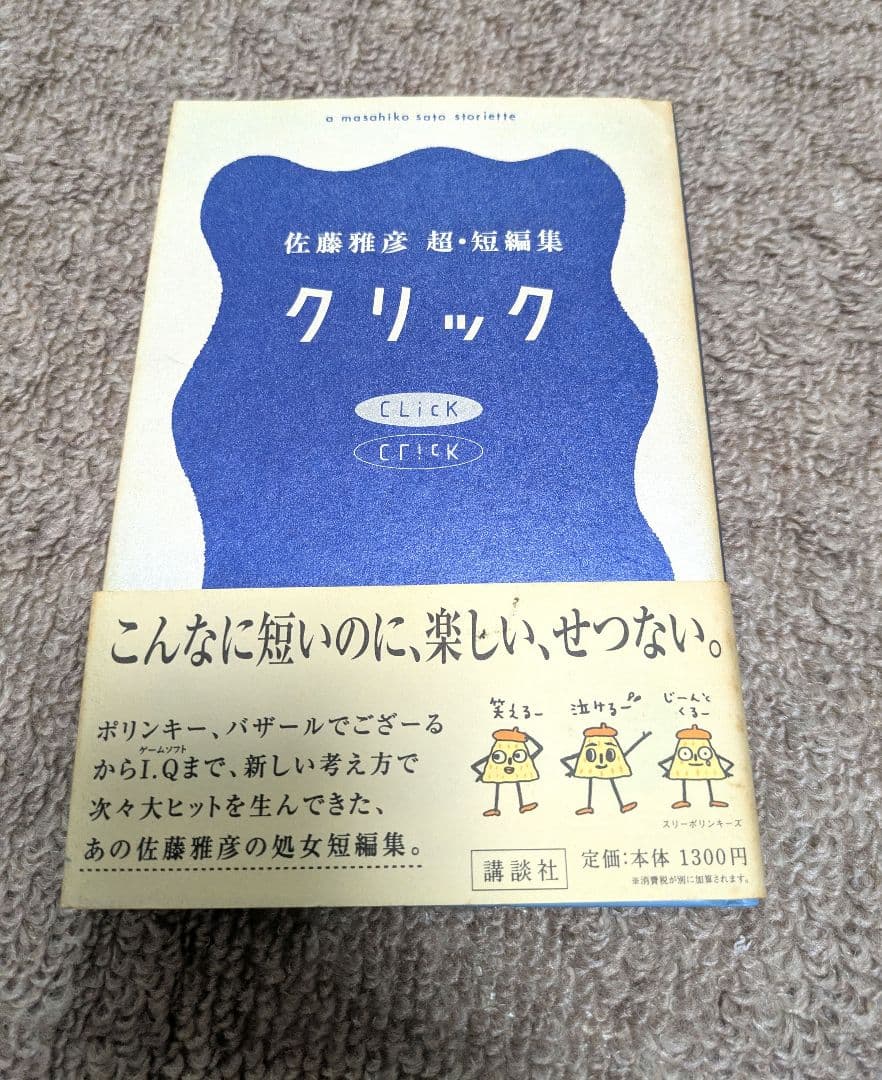 a masahiko sato storiette
佐藤雅彦 超・短編集
クリック
CLicK
CLicK
こんなに短いのに、楽しい、せつない。
笑えるー
泣けるー
じーんと
くるー
ポリンキー、バザールでござーる
ゲームソフト
からI.Qまで、新しい考え方で
次々大ヒットを生んできた、
あの佐藤雅彦の処女短編集。
スリーポリンキーズ
講談社
定価：本体 1300円
※消費税が別に加算されます。